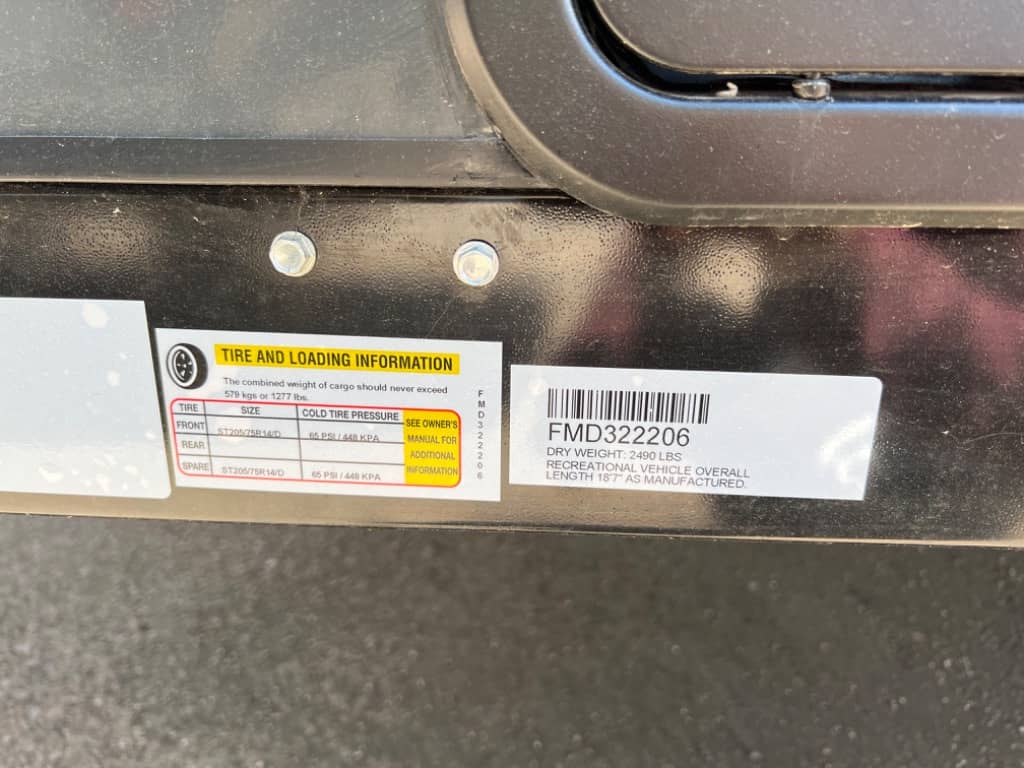 TIRE AND LOADING INFORMATION
The combined weight of cargo should never exceed
579 kgs or 1277 lbs.
TIRE SIZE COLD TIRE PRESSURE
FRONT ST205/75R14/D 65 PSI / 448 KPA
REAR
SPARE ST205/75R14/D 65 PSI / 448 KPA
SEE OWNER'S
MANUAL FOR
ADDITIONAL
INFORMATION
FMD322206
FMD322206
DRY WEIGHT: 2490 LBS
RECREATIONAL VEHICLE OVERALL
LENGTH 18'7" AS MANUFACTURED.